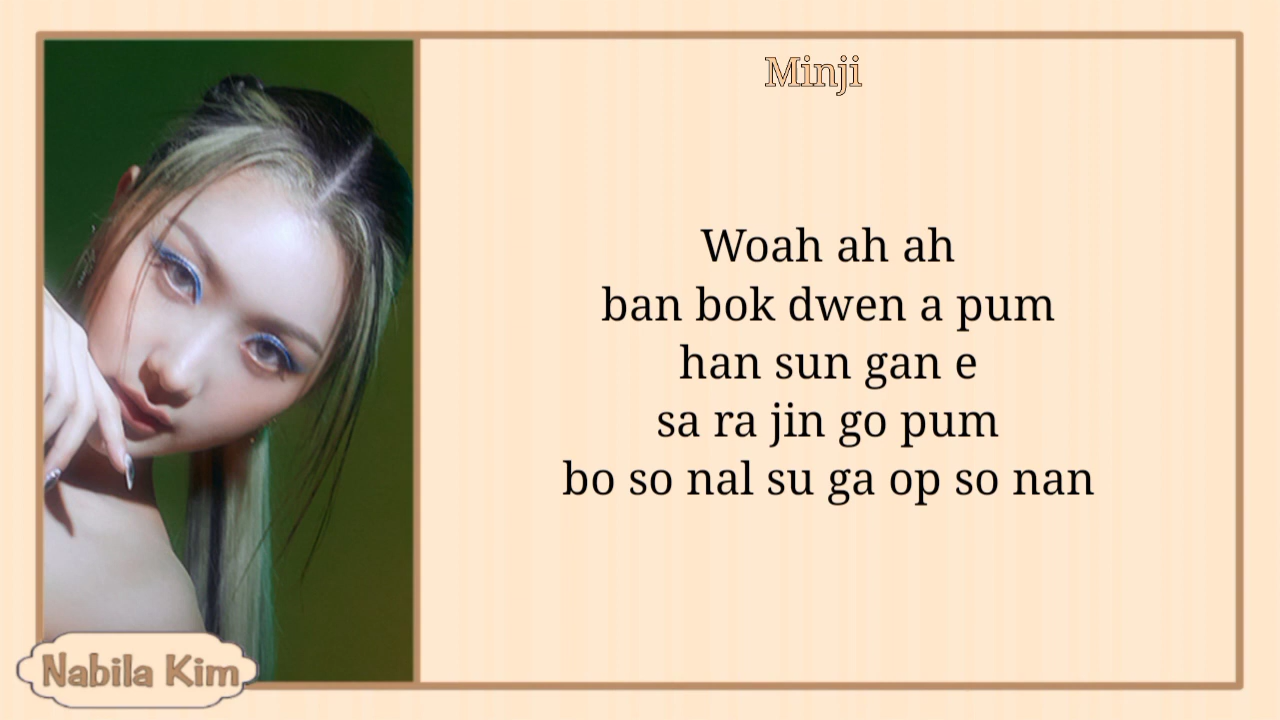 Minji
Woah ah ah
ban bok dwen a pum
han sun gan e
sa ra jin go pum
bo so nal su ga op so nan
Nabila Kim